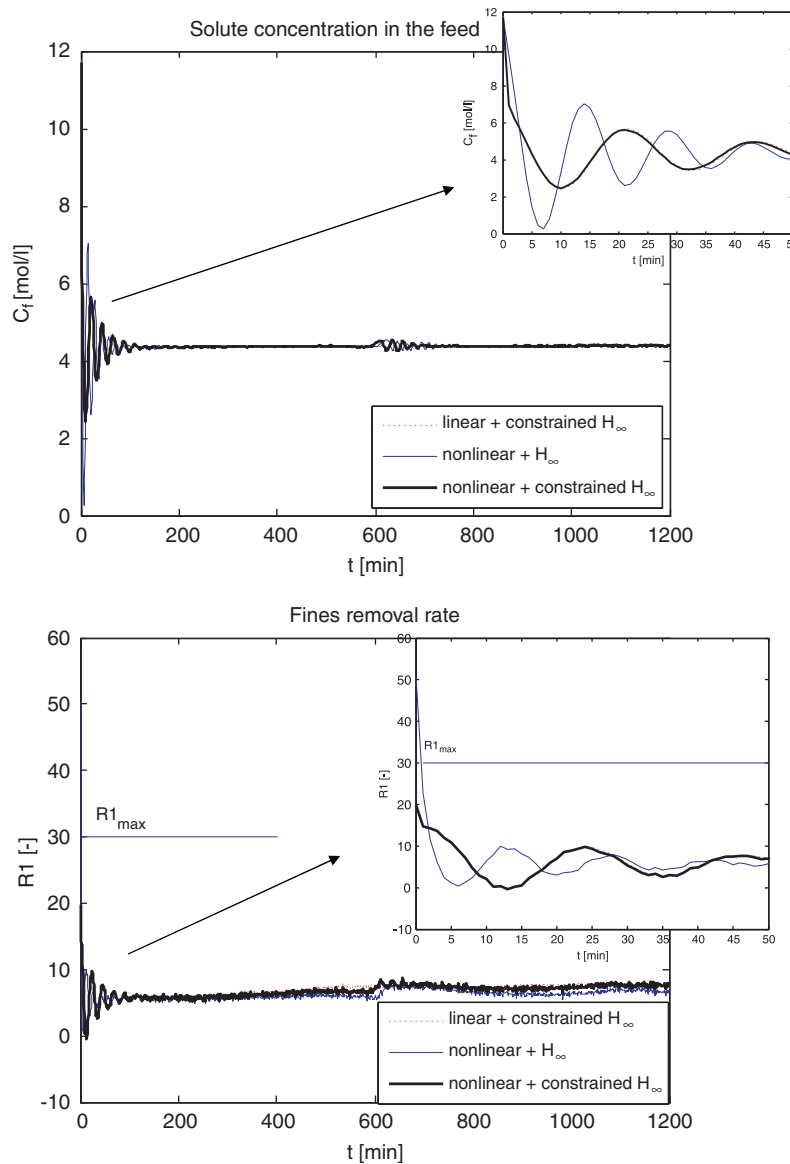 Solute concentration in the feed
12
10
8
6
4
2
0
C_f [mol/l]
0 200 400 600 800 1000 1200
t [min]
12
10
8
6
4
2
0
C_f [mol/l]
0 5 10 15 20 25 30 35 40 45 50
t [min]
linear + constrained H∞
nonlinear + H∞
nonlinear + constrained H∞
Fines removal rate
60
50
40
30
20
10
0
-10
R1 [-]
R1max
0 200 400 600 800 1000 1200
t [min]
60
50
40
30
20
10
0
-10
R1 [-]
R1max
0 5 10 15 20 25 30 35 40 45 50
t [min]
linear + constrained H∞
nonlinear + H∞
nonlinear + constrained H∞